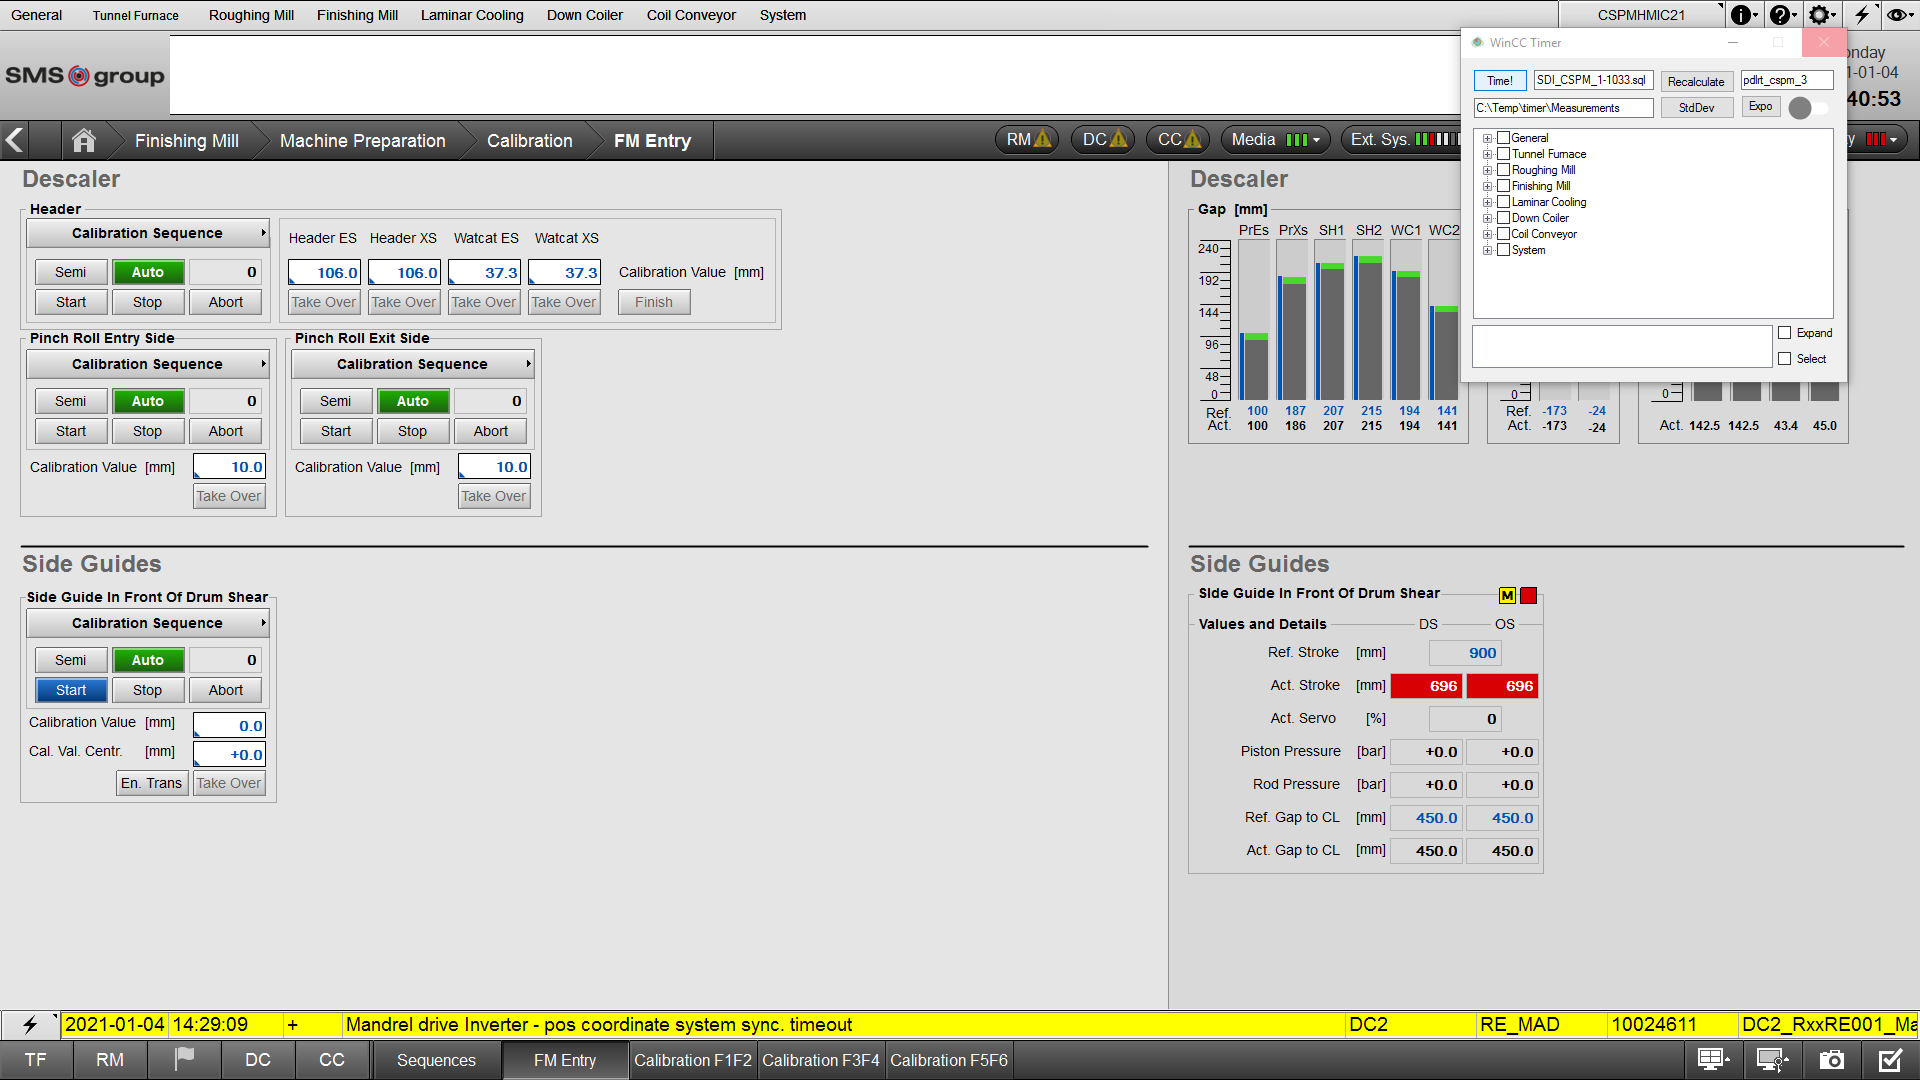 General Tunnel Furnace Roughing Mill Finishing Mill Laminar Cooling Down Coiler Coil Conveyor System CSPMHMIC21
SMS group
onday
1-01-04
40:53
WinCC Timer
Time! SDI_CSPM_1-1033.sql Recalculate pdlrt_cspm_3
C:\Temp\timer\Measurements StdDev Expo
General
Tunnel Furnace
Roughing Mill
Finishing Mill
Laminar Cooling
Down Coiler
Coil Conveyor
System
Expand
Select
Finishing Mill Machine Preparation Calibration FM Entry RM DC CC Media Ext. Sys. y
Descaler
Header
Calibration Sequence
Semi Auto 0
Start Stop Abort
Header ES Header XS Watcat ES Watcat XS
106.0 106.0 37.3 37.3 Calibration Value [mm]
Take Over Take Over Take Over Take Over Finish
Pinch Roll Entry Side
Calibration Sequence
Semi Auto 0
Start Stop Abort
Calibration Value [mm] 10.0
Take Over
Pinch Roll Exit Side
Calibration Sequence
Semi Auto 0
Start Stop Abort
Calibration Value [mm] 10.0
Take Over
Descaler
Gap [mm]
PrEs PrXs SH1 SH2 WC1 WC2
240
192
144
96
48
0
Ref. 100 187 207 215 194 141
Act. 100 186 207 215 194 141
0
Ref. -173 -24
Act. -173 -24
0
Act. 142.5 142.5 43.4 45.0
Side Guides
Side Guide In Front Of Drum Shear
Calibration Sequence
Semi Auto 0
Start Stop Abort
Calibration Value [mm] 0.0
Cal. Val. Centr. [mm] +0.0
En. Trans Take Over
Side Guides
SIde Guide In Front Of Drum Shear M
Values and Details DS OS
Ref. Stroke [mm] 900
Act. Stroke [mm] 696 696
Act. Servo [%] 0
Piston Pressure [bar] +0.0 +0.0
Rod Pressure [bar] +0.0 +0.0
Ref. Gap to CL [mm] 450.0 450.0
Act. Gap to CL [mm] 450.0 450.0
2021-01-04 14:29:09 + Mandrel drive Inverter - pos coordinate system sync. timeout DC2 RE_MAD 10024611 DC2_RxxRE001_Ma
TF RM DC CC Sequences FM Entry Calibration F1F2 Calibration F3F4 Calibration F5F6